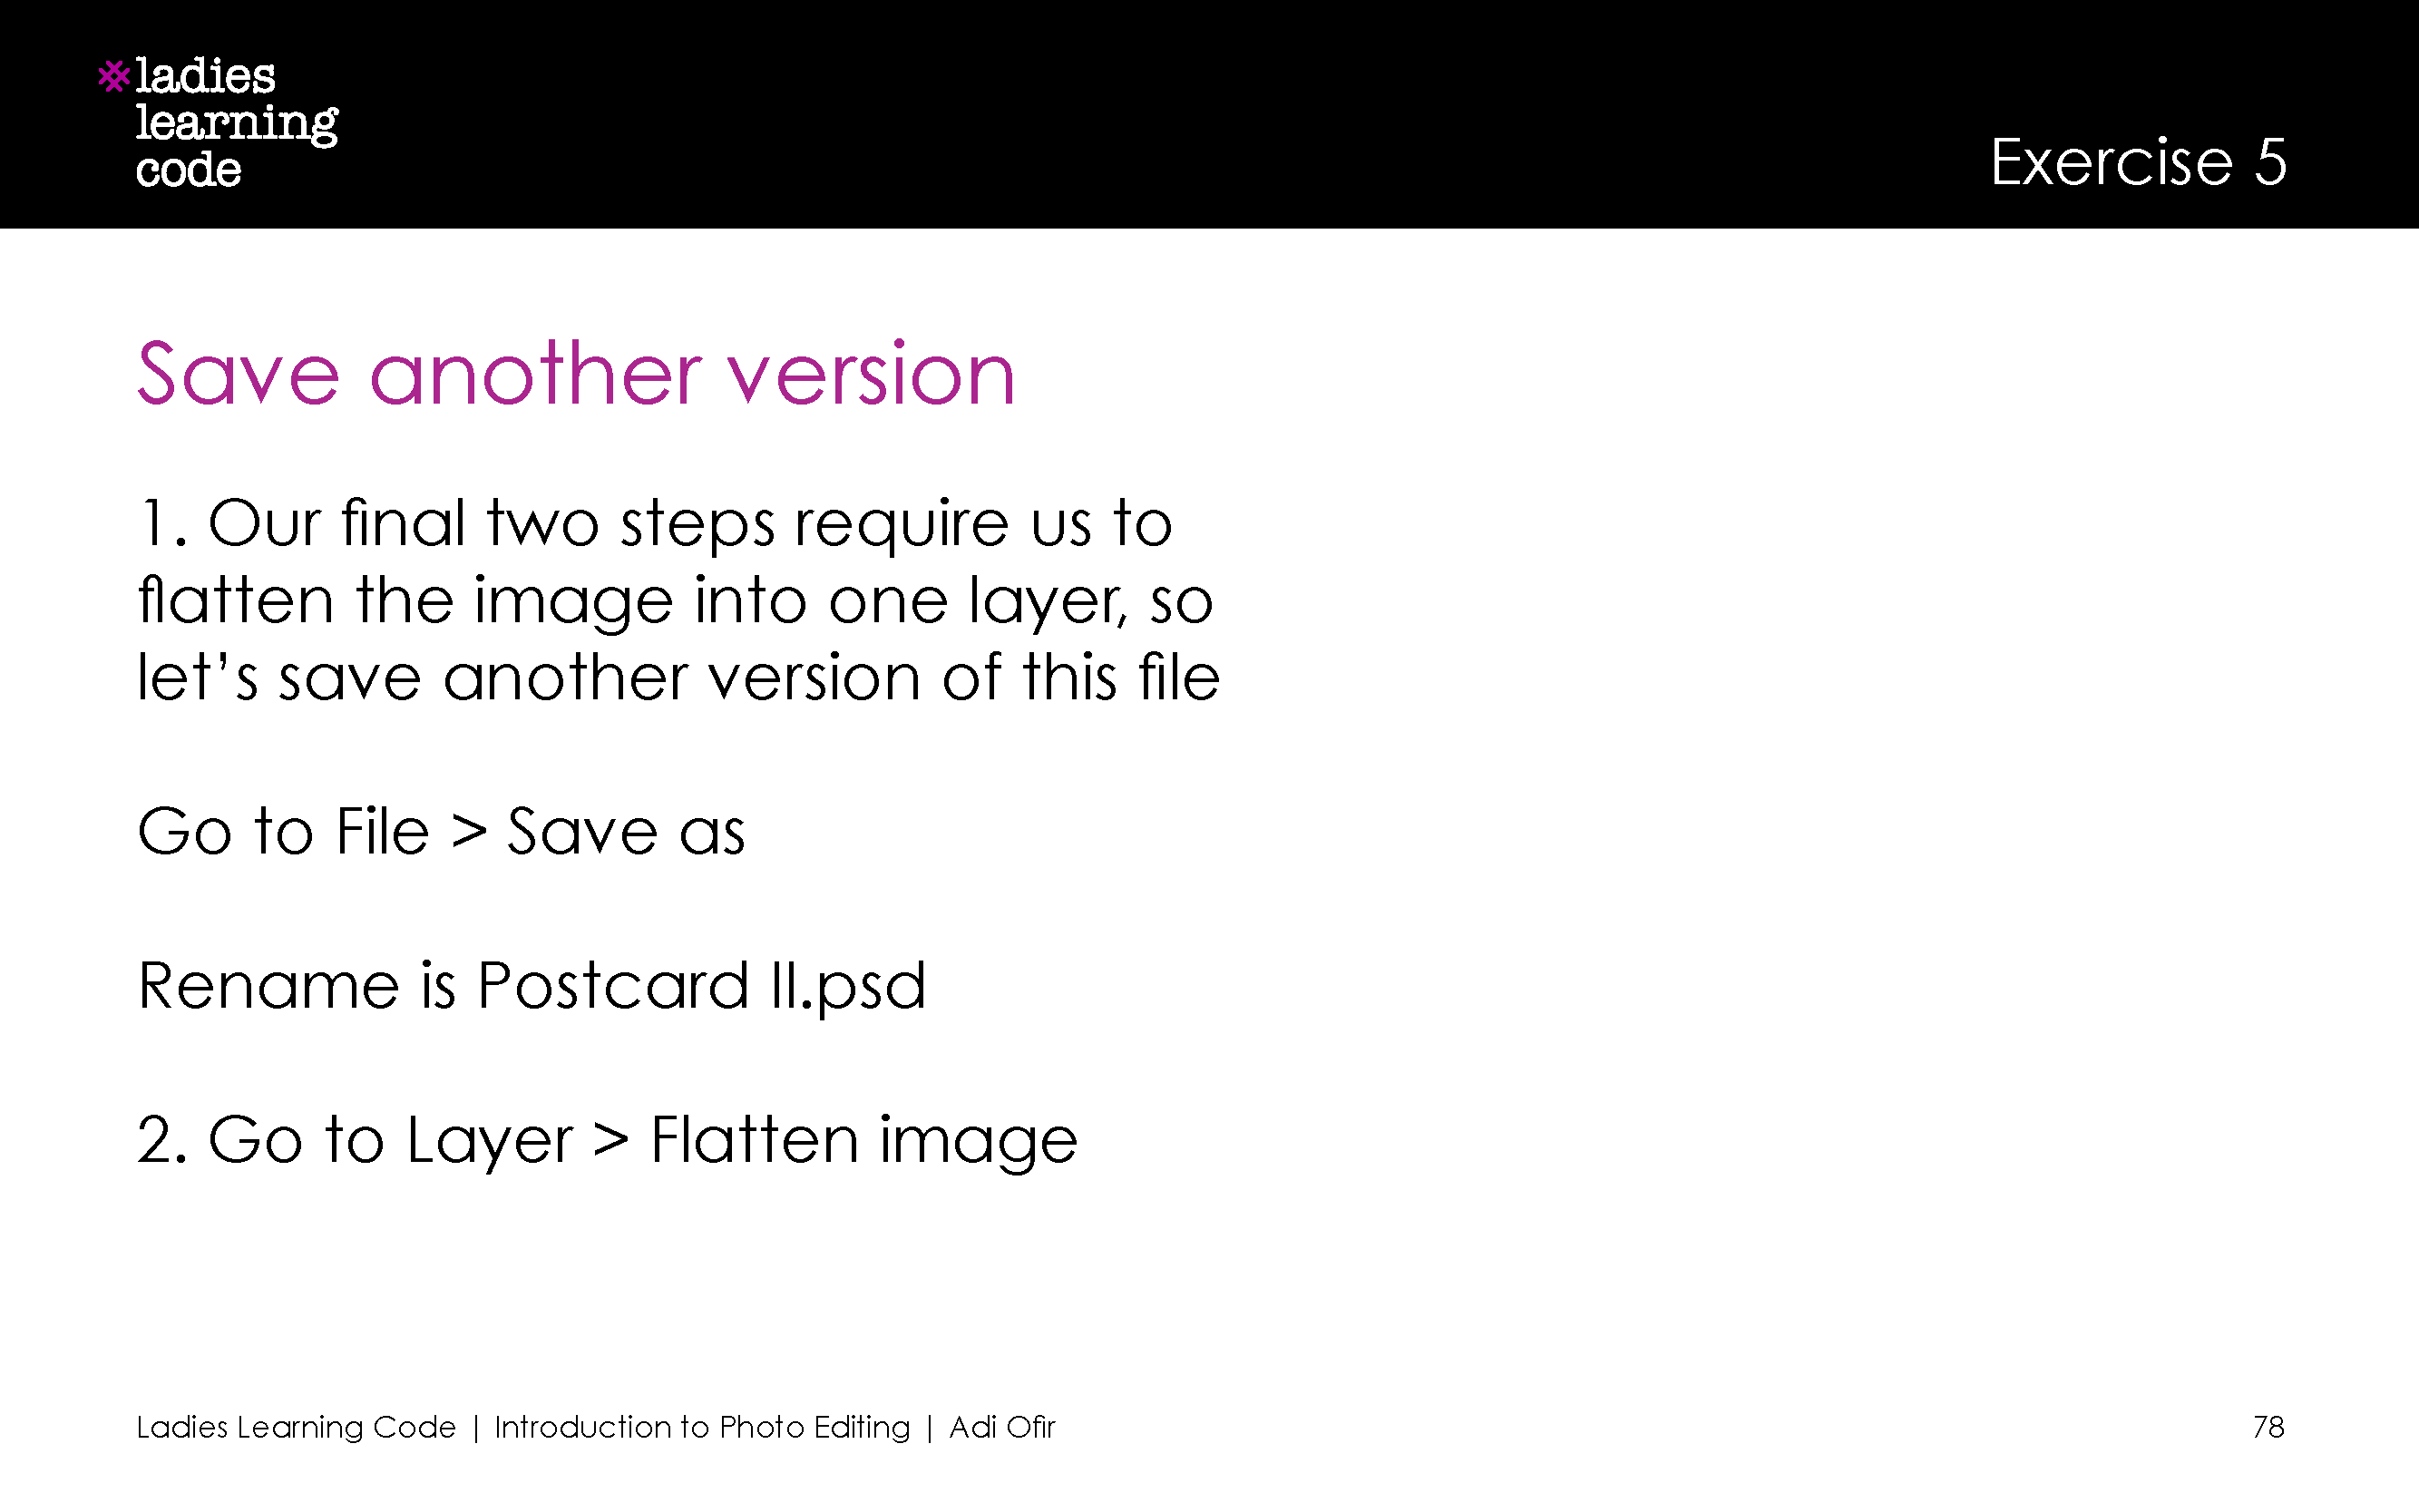 ladies
learning
code
Exercise 5
Save another version
1. Our final two steps require us to
flatten the image into one layer, so
let’s save another version of this file
Go to File > Save as
Rename is Postcard II.psd
2. Go to Layer > Flatten image
Ladies Learning Code | Introduction to Photo Editing | Adi Ofir
78